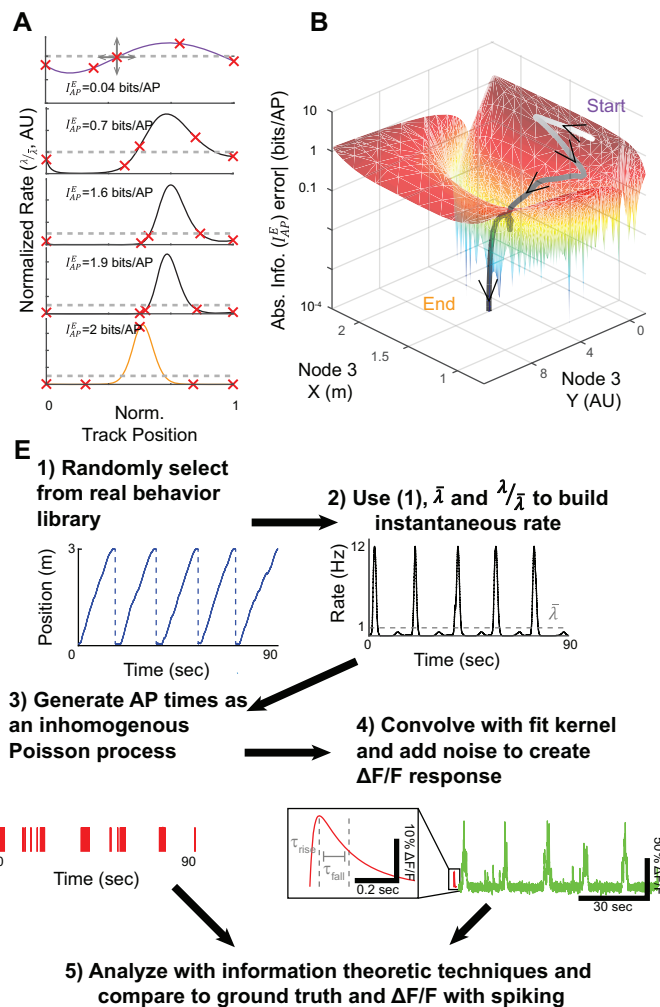 A
I^E_AP=0.04 bits/AP
I^E_AP=0.7 bits/AP
I^E_AP=1.6 bits/AP
I^E_AP=1.9 bits/AP
I^E_AP=2 bits/AP
Normalized Rate (λ/λ̄, AU)
0
1
Norm.
Track Position
B
Start
End
Abs. Info. (I^E_AP) error| (bits/AP)
10
1
0.1
10⁻⁴
2
1.5
1
Node 3
X (m)
8
4
0
Node 3
Y (AU)
E
1) Randomly select
from real behavior
library
Position (m)
3
0
0
90
Time (sec)
2) Use (1), λ̄ and λ/λ̄ to build
instantaneous rate
Rate (Hz)
12
1
λ̄
0
90
Time (sec)
3) Generate AP times as
an inhomogenous
Poisson process
0
90
Time (sec)
4) Convolve with fit kernel
and add noise to create
ΔF/F response
τrise
τfall
10% ΔF/F
0.2 sec
50% ΔF/F
30 sec
5) Analyze with information theoretic techniques and
compare to ground truth and ΔF/F with spiking